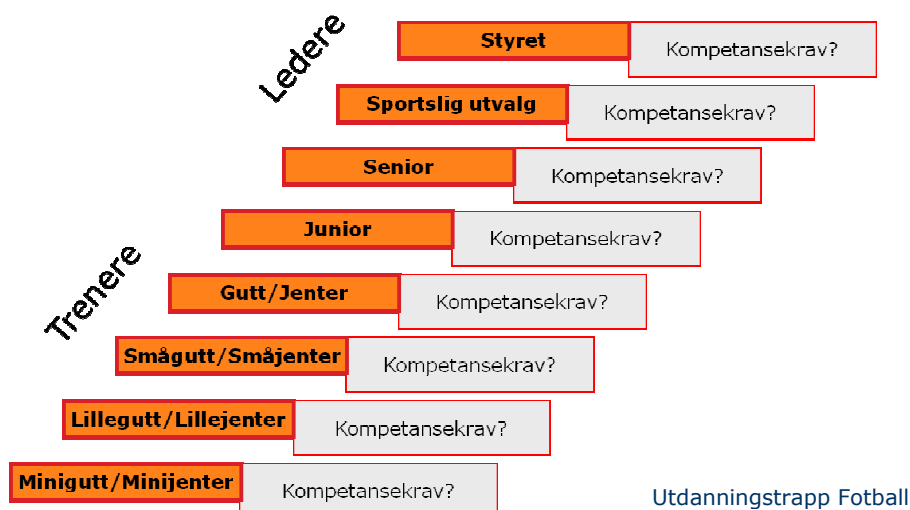 Ledere
Styret
Kompetansekrav?
Sportslig utvalg
Kompetansekrav?
Senior
Kompetansekrav?
Junior
Kompetansekrav?
Trenere
Gutt/Jenter
Kompetansekrav?
Smågutt/Småjenter
Kompetansekrav?
Lillegutt/Lillejenter
Kompetansekrav?
Minigutt/Minijenter
Kompetansekrav?
Utdanningstrapp Fotball